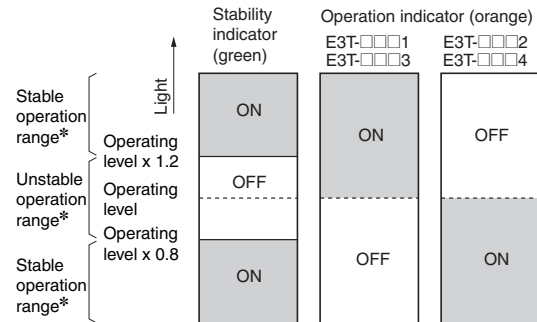 Stability
indicator
(green)
Operation indicator (orange)
E3T-□□□1
E3T-□□□3
E3T-□□□2
E3T-□□□4
Light
Stable
operation
range*
Operating
level x 1.2
Unstable
operation
range*
Operating
level
Operating
level x 0.8
Stable
operation
range*
ON
OFF
ON
ON
OFF
OFF
ON